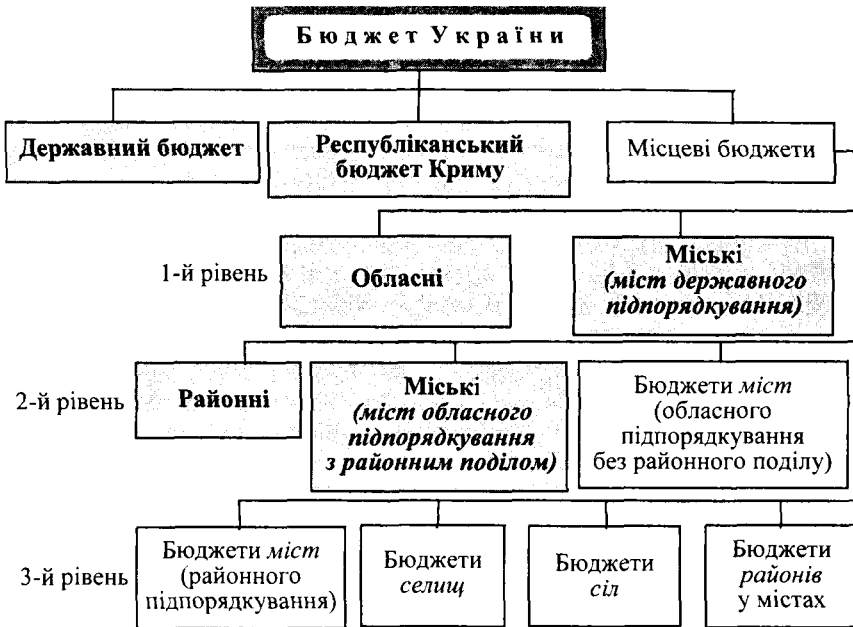 Бюджет України
Державний бюджет
Республіканський
бюджет Криму
Місцеві бюджети
1-й рівень
Обласні
Міські
(міст державного
підпорядкування)
2-й рівень
Районні
Міські
(міст обласного
підпорядкування
з районним поділом)
Бюджети міст
(обласного
підпорядкування
без районного поділу)
3-й рівень
Бюджети міст
(районного
підпорядкування)
Бюджети
селищ
Бюджети
сіл
Бюджети
районів
у містах